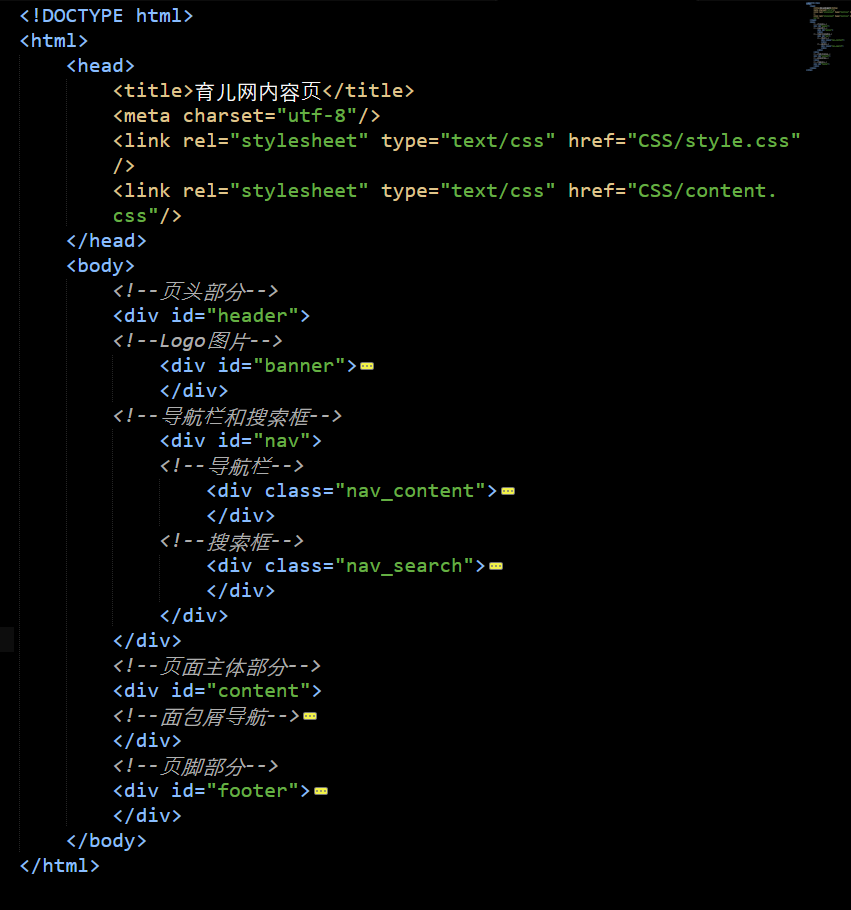 <!DOCTYPE html>
<html>
<head>
<title>育儿网内容页</title>
<meta charset="utf-8"/>
<link rel="stylesheet" type="text/css" href="CSS/style.css"
/>
<link rel="stylesheet" type="text/css" href="CSS/content.
css"/>
</head>
<body>
<!--页头部分-->
<div id="header">
<!--Logo图片-->
<div id="banner">
</div>
<!--导航栏和搜索框-->
<div id="nav">
<!--导航栏-->
<div class="nav_content">
</div>
<!--搜索框-->
<div class="nav_search">
</div>
</div>
</div>
<!--页面主体部分-->
<div id="content">
<!--面包屑导航-->
</div>
<!--页脚部分-->
<div id="footer">
</div>
</body>
</html>